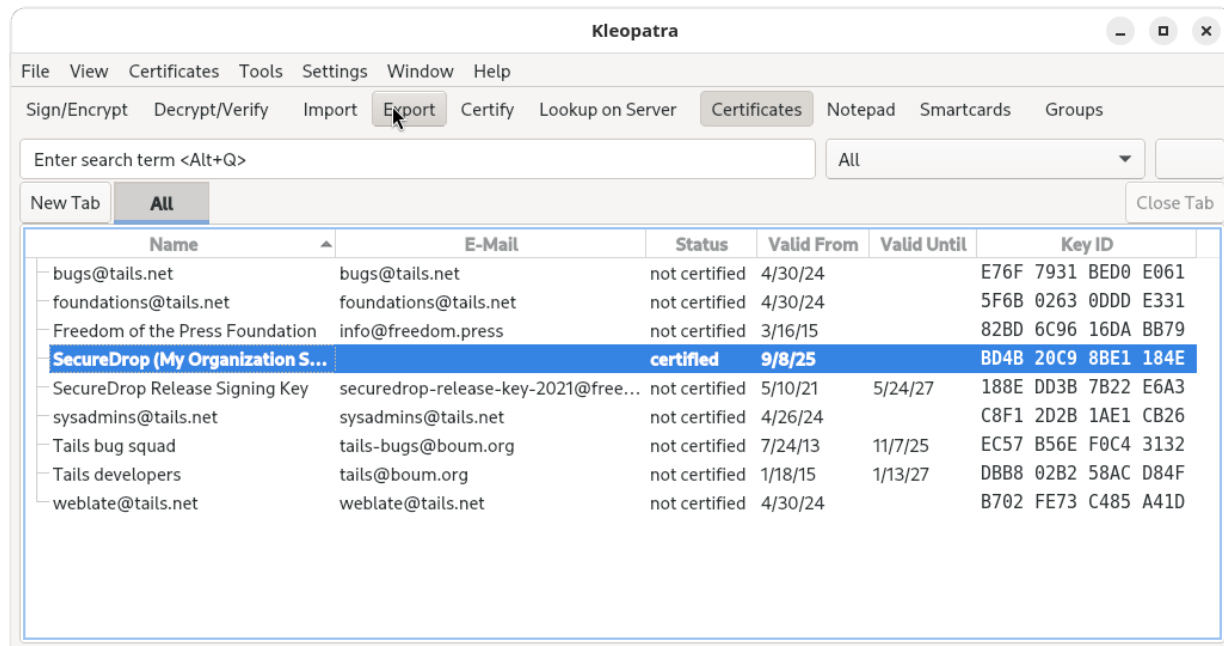 Kleopatra
File View Certificates Tools Settings Window Help
Sign/Encrypt Decrypt/Verify Import Export Certify Lookup on Server Certificates Notepad Smartcards Groups
Enter search term <Alt+Q> All
New Tab All Close Tab
Name E-Mail Status Valid From Valid Until Key ID
bugs@tails.net bugs@tails.net not certified 4/30/24 E76F 7931 BED0 E061
foundations@tails.net foundations@tails.net not certified 4/30/24 5F6B 0263 0DDD E331
Freedom of the Press Foundation info@freedom.press not certified 3/16/15 82BD 6C96 16DA BB79
SecureDrop (My Organization S... certified 9/8/25 BD4B 20C9 8BE1 184E
SecureDrop Release Signing Key securedrop-release-key-2021@free... not certified 5/10/21 5/24/27 188E DD3B 7B22 E6A3
sysadmins@tails.net sysadmins@tails.net not certified 4/26/24 C8F1 2D2B 1AE1 CB26
Tails bug squad tails-bugs@boum.org not certified 7/24/13 11/7/25 EC57 B56E F0C4 3132
Tails developers tails@boum.org not certified 1/18/15 1/13/27 DBB8 02B2 58AC D84F
weblate@tails.net weblate@tails.net not certified 4/30/24 B702 FE73 C485 A41D